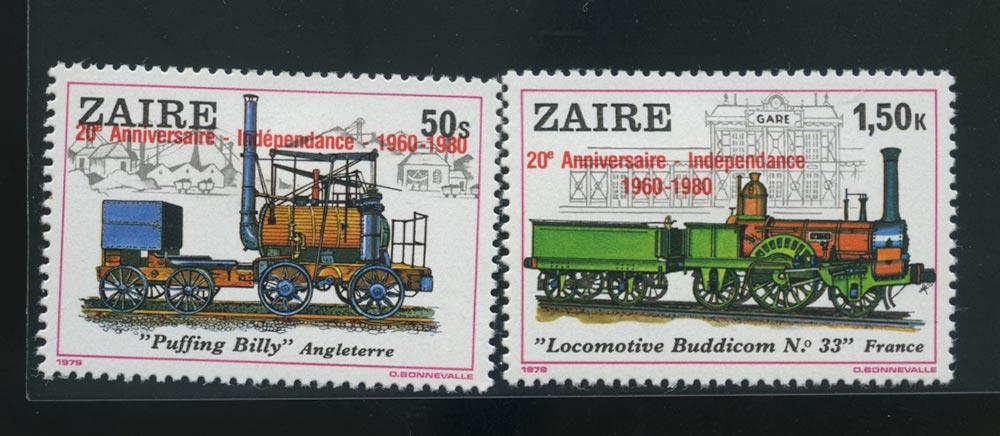 ZAIRE
50s
20e Anniversaire - Indépendance - 1960-1980
"Puffing Billy" Angleterre
1979
O.BONNEVALLE
ZAIRE
GARE
1,50K
20e Anniversaire - Indépendance
1960-1980
"Locomotive Buddicom N.o 33" France
1979
O.BONNEVALLE